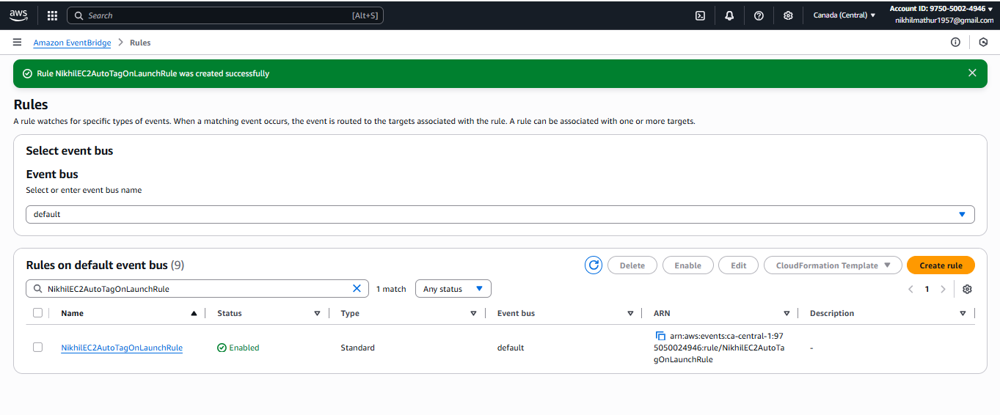 aws
Search [Alt+S]
Canada (Central)
Account ID: 9750-5002-4946
nikhilmathur1957@gmail.com
Amazon EventBridge > Rules
Rule NikhilEC2AutoTagOnLaunchRule was created successfully
Rules
A rule watches for specific types of events. When a matching event occurs, the event is routed to the targets associated with the rule. A rule can be associated with one or more targets.
Select event bus
Event bus
Select or enter event bus name
default
Rules on default event bus (9)
Delete
Enable
Edit
CloudFormation Template
Create rule
NikhilEC2AutoTagOnLaunchRule
1 match
Any status
1
Name Status Type Event bus ARN Description
NikhilEC2AutoTagOnLaunchRule Enabled Standard default
arn:aws:events:ca-central-1:97
5050024946:rule/NikhilEC2AutoTa
gOnLaunchRule
-